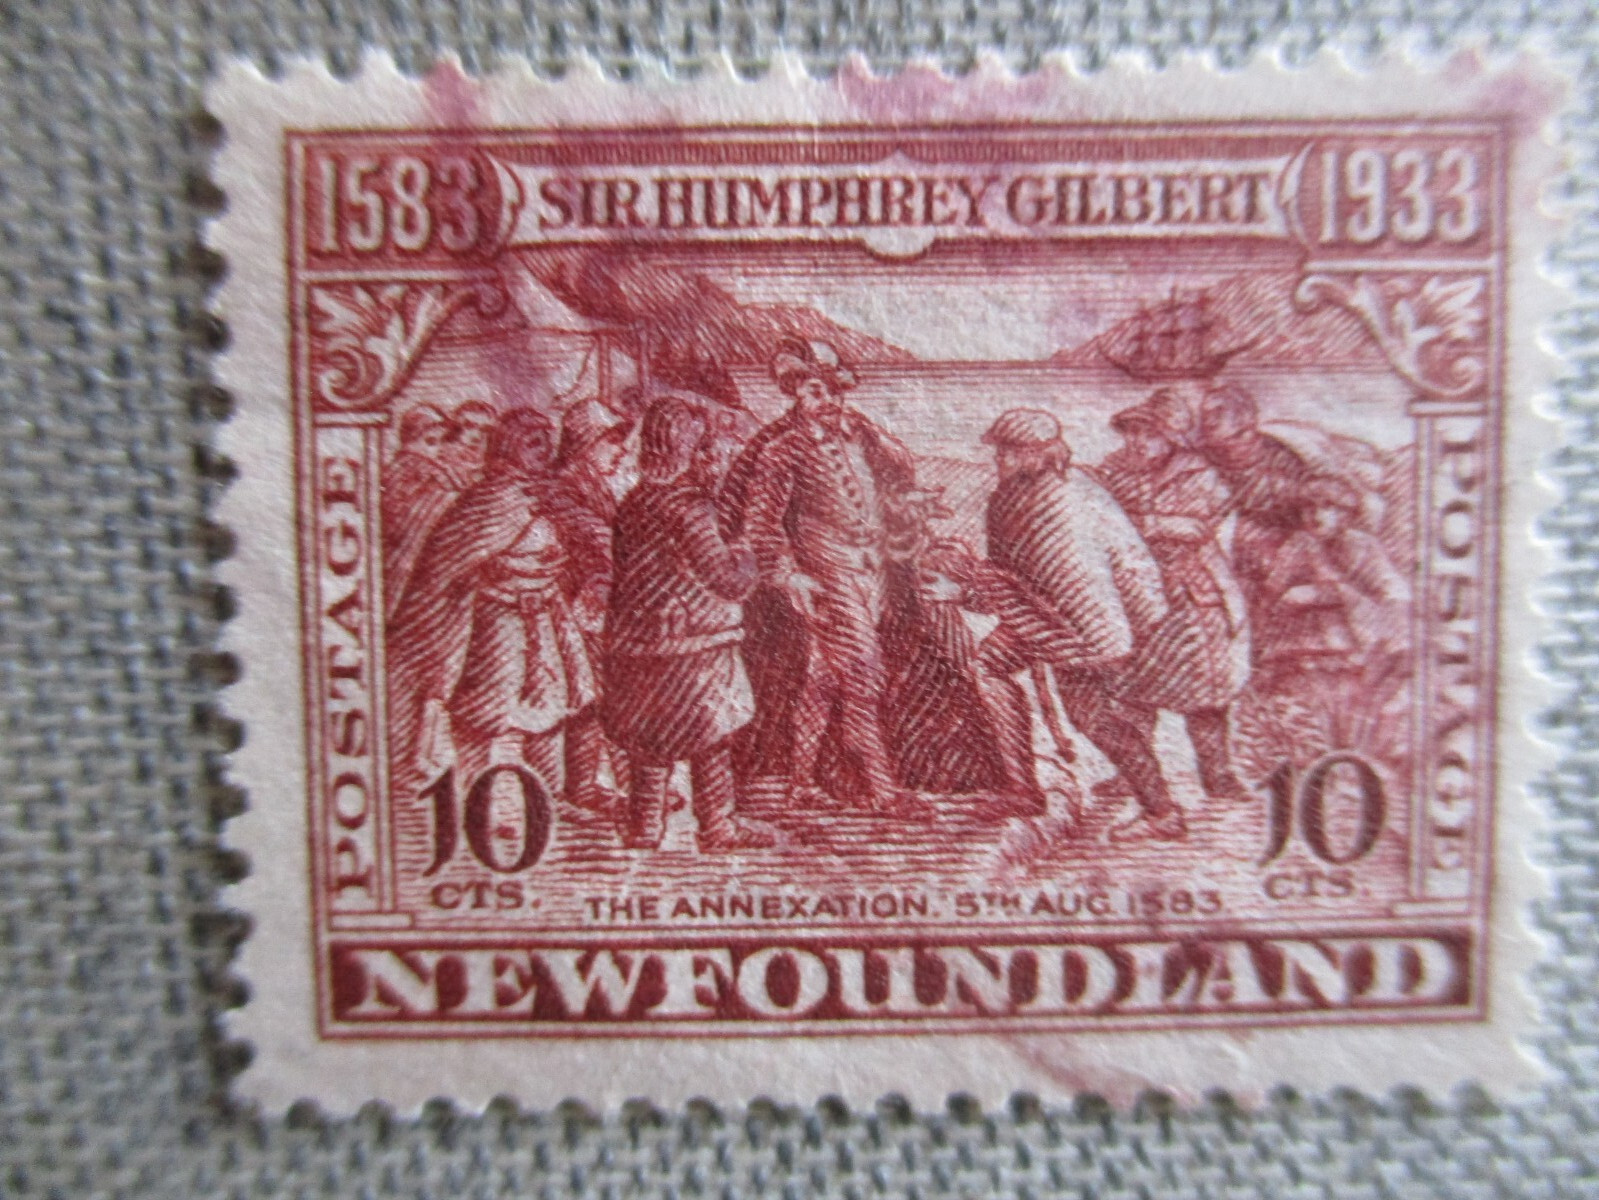 1583 SIR HUMPHREY GILBERT 1933
POSTAGE
POSTAGE
10 CTS.
10 CTS.
THE ANNEXATION. 5TH AUG. 1583
NEWFOUNDLAND